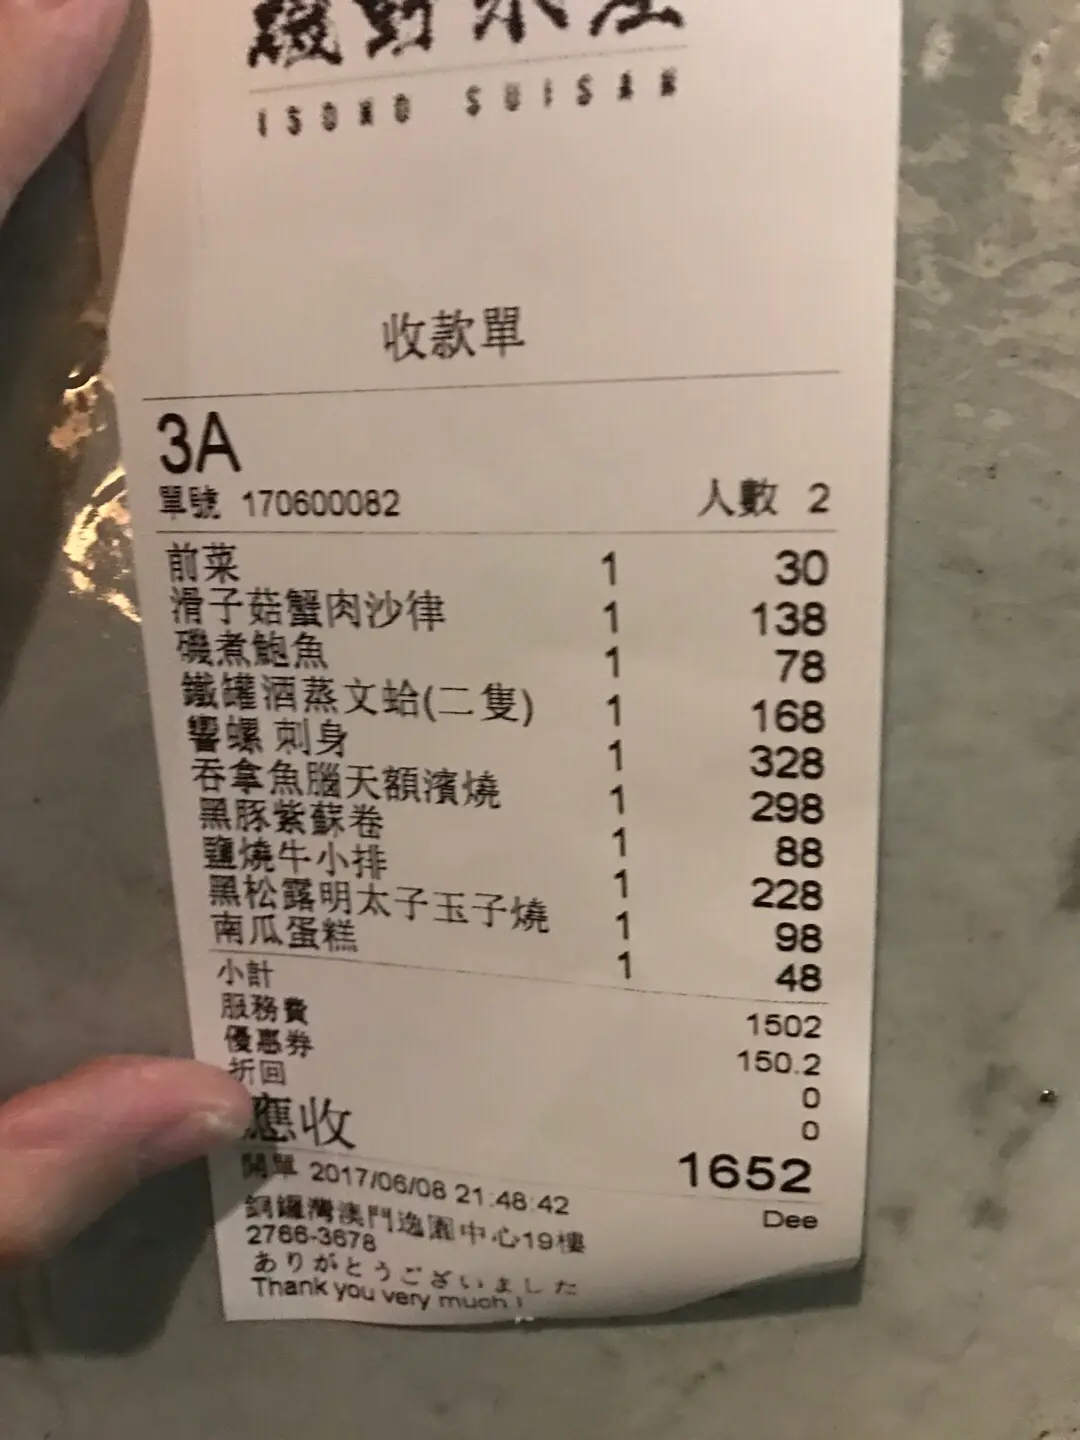 磯野水産
ISONO SUISAN
收款單
3A
單號 170600082 人數 2
前菜 1 30
滑子菇蟹肉沙律 1 138
磯煮鮑魚 1 78
鐵罐酒蒸文蛤(二隻) 1 168
響螺 刺身 1 328
吞拿魚腦天額濱燒 1 298
黑豚紫蘇卷 1 88
鹽燒牛小排 1 228
黑松露明太子玉子燒 1 98
南瓜蛋糕 1 48
小計 1502
服務費 150.2
優惠券 0
折回 0
應收 1652
開單 2017/06/08 21:48:42 Dee
銅鑼灣澳門逸園中心19樓
2766-3678
ありがとうございました
Thank you very much !